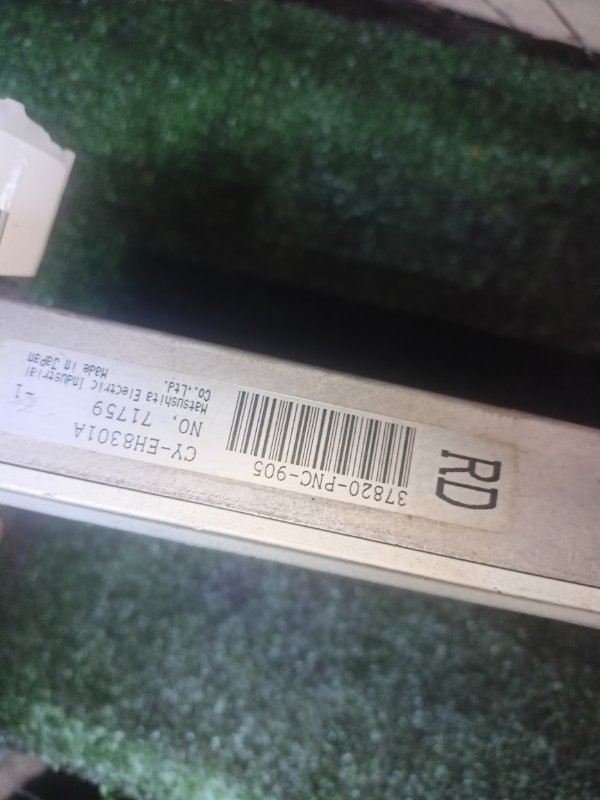 RD
37820-PNC-905
CY-EH8301A
NO. 71759
Matsushita Electric Industrial
Co.,Ltd.
Made in Japan